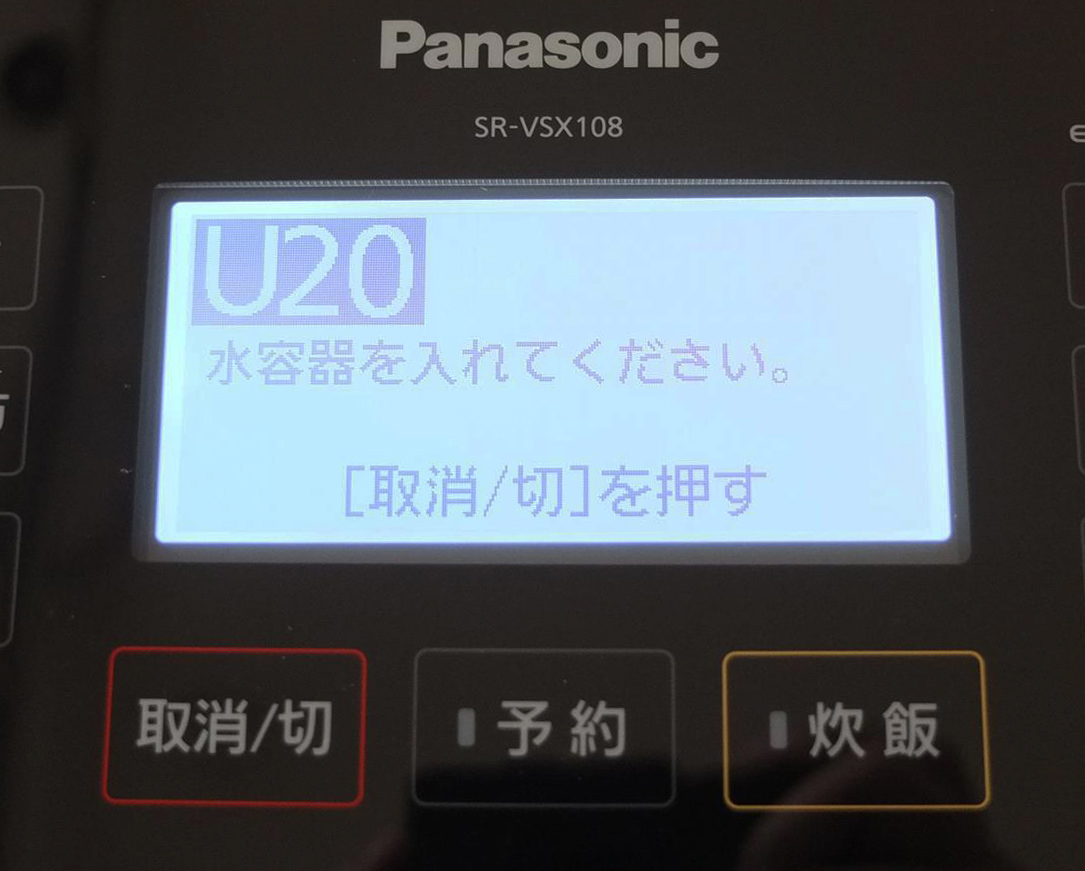 Panasonic
SR-VSX108
U20
水容器を入れてください。
[取消/切]を押す
取消/切
予約
炊飯